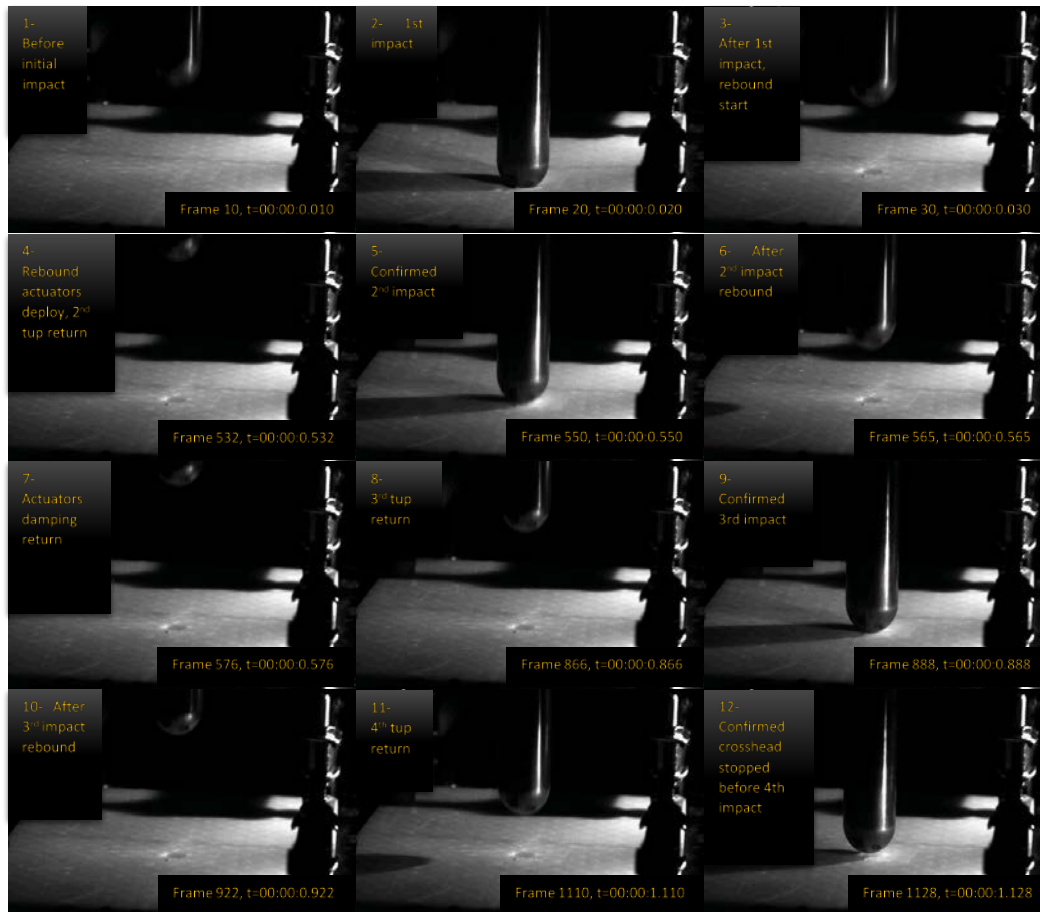 1-
Before
initial
impact
Frame 10, t=00:00:0.010
2- 1st
impact
Frame 20, t=00:00:0.020
3-
After 1st
impact,
rebound
start
Frame 30, t=00:00:0.030
4-
Rebound
actuators
deploy, 2nd
tup return
Frame 532, t=00:00:0.532
5-
Confirmed
2nd impact
Frame 550, t=00:00:0.550
6- After
2nd impact
rebound
Frame 565, t=00:00:0.565
7-
Actuators
damping
return
Frame 576, t=00:00:0.576
8-
3rd tup
return
Frame 866, t=00:00:0.866
9-
Confirmed
3rd impact
Frame 888, t=00:00:0.888
10- After
3rd impact
rebound
Frame 922, t=00:00:0.922
11-
4th tup
return
Frame 1110, t=00:00:1.110
12-
Confirmed
crosshead
stopped
before 4th
impact
Frame 1128, t=00:00:1.128